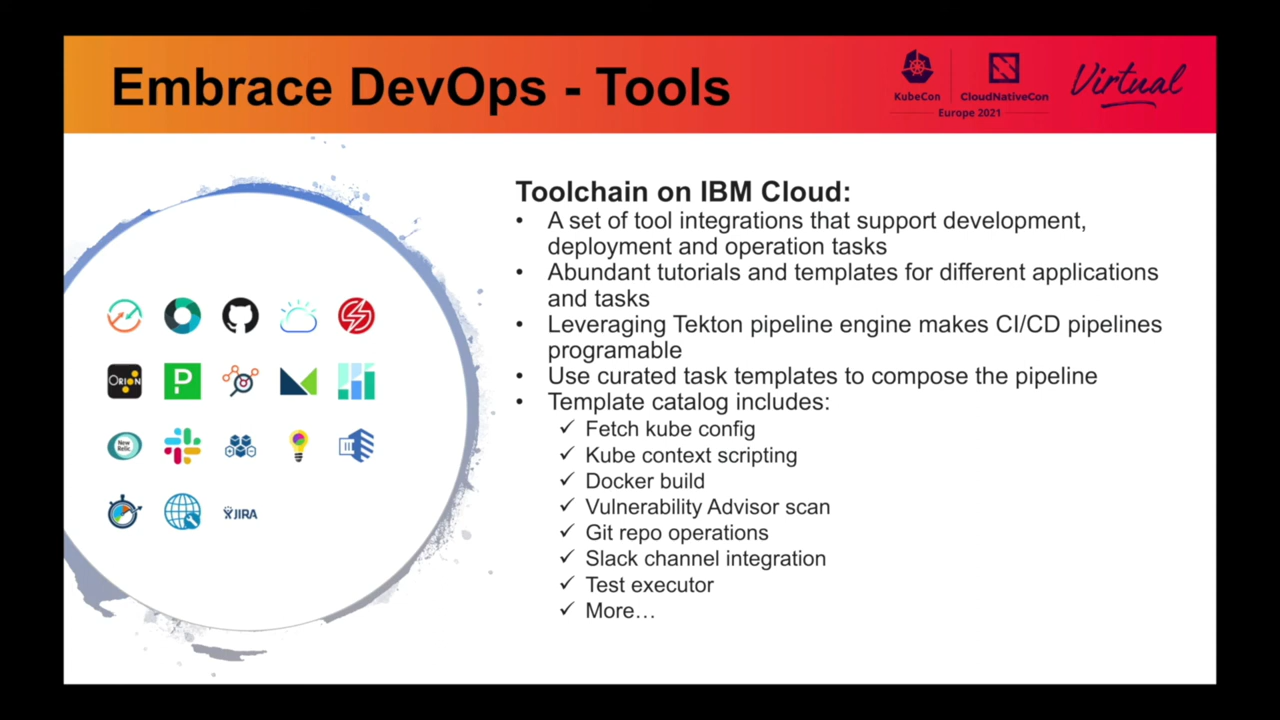 Embrace DevOps - Tools
KubeCon
CloudNativeCon
Europe 2021
Virtual
Toolchain on IBM Cloud:
• A set of tool integrations that support development,
deployment and operation tasks
• Abundant tutorials and templates for different applications
and tasks
• Leveraging Tekton pipeline engine makes CI/CD pipelines
programable
• Use curated task templates to compose the pipeline
• Template catalog includes:
✓ Fetch kube config
✓ Kube context scripting
✓ Docker build
✓ Vulnerability Advisor scan
✓ Git repo operations
✓ Slack channel integration
✓ Test executor
✓ More…
ORION
P
New
Relic
JIRA